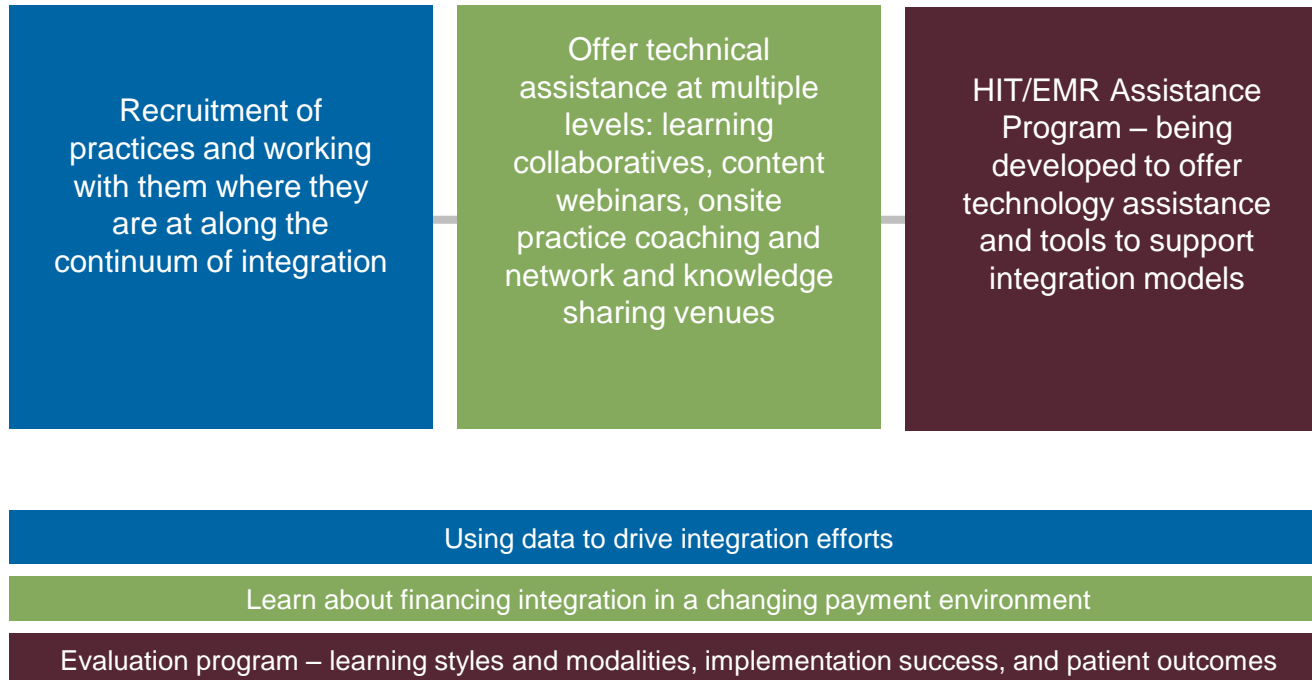 Recruitment of
practices and working
with them where they
are at along the
continuum of integration
Offer technical
assistance at multiple
levels: learning
collaboratives, content
webinars, onsite
practice coaching and
network and knowledge
sharing venues
HIT/EMR Assistance
Program – being
developed to offer
technology assistance
and tools to support
integration models
Using data to drive integration efforts
Learn about financing integration in a changing payment environment
Evaluation program – learning styles and modalities, implementation success, and patient outcomes